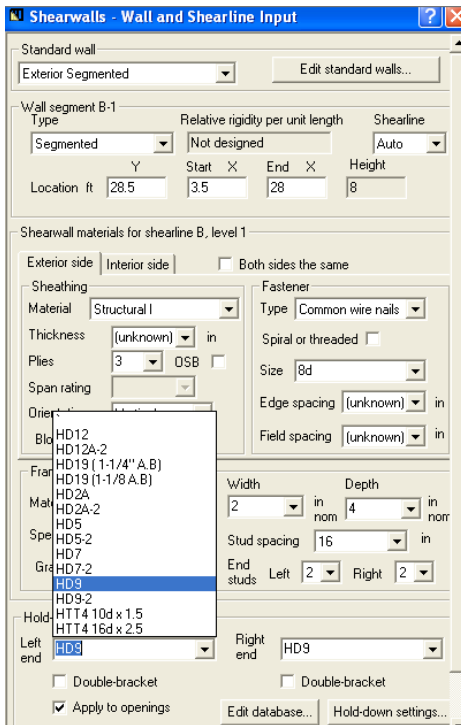 Shearwalls - Wall and Shearline Input
Standard wall
Exterior Segmented
Edit standard walls...
Wall segment B-1
Type Relative rigidity per unit length Shearline
Segmented Not designed Auto
Y Start X End X Height
Location ft 28.5 3.5 28 8
Shearwall materials for shearline B, level 1
Exterior side Interior side Both sides the same
Sheathing
Material Structural I
Thickness (unknown) in
Plies 3 OSB
Span rating
Fastener
Type Common wire nails
Spiral or threaded
Size 8d
Edge spacing (unknown) in
Field spacing (unknown) in
HD12
HD12A-2
HD19 ( 1-1/4" A.B)
HD19 (1-1/8 A.B)
HD2A
HD2A-2
HD5
HD5-2
HD7
HD7-2
HD9
HD9-2
HTT4 10d x 1.5
HTT4 16d x 2.5
Width Depth
2 in nom 4 in nom
Stud spacing 16 in
End studs Left 2 Right 2
Left end HD9 Right end HD9
Double-bracket Double-bracket
Apply to openings Edit database... Hold-down settings...